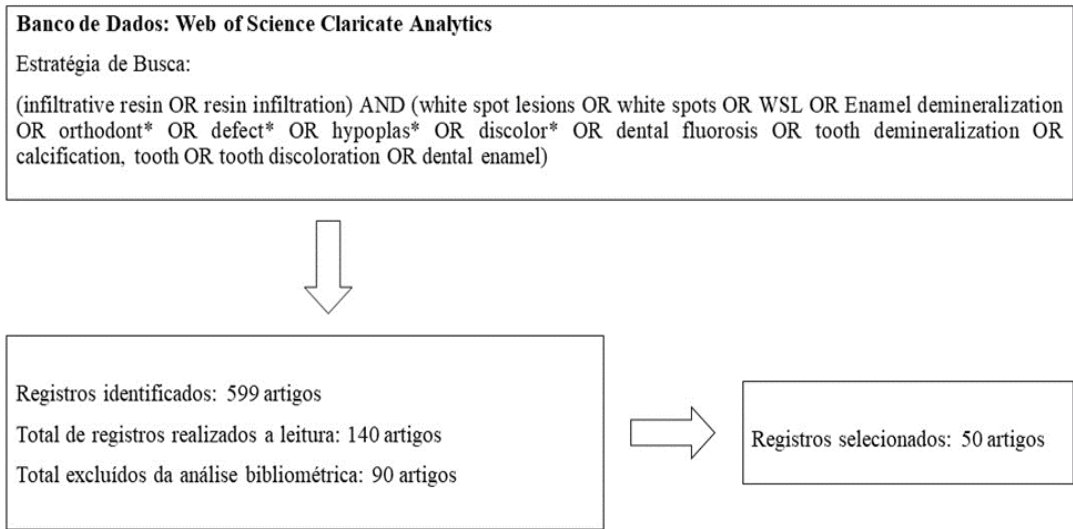 Banco de Dados: Web of Science Claricate Analytics
Estratégia de Busca:
(infiltrative resin OR resin infiltration) AND (white spot lesions OR white spots OR WSL OR Enamel demineralization
OR orthodont* OR defect* OR hypoplas* OR discolor* OR dental fluorosis OR tooth demineralization OR
calcification, tooth OR tooth discoloration OR dental enamel)
Registros identificados: 599 artigos
Total de registros realizados a leitura: 140 artigos
Total excluídos da análise bibliométrica: 90 artigos
Registros selecionados: 50 artigos